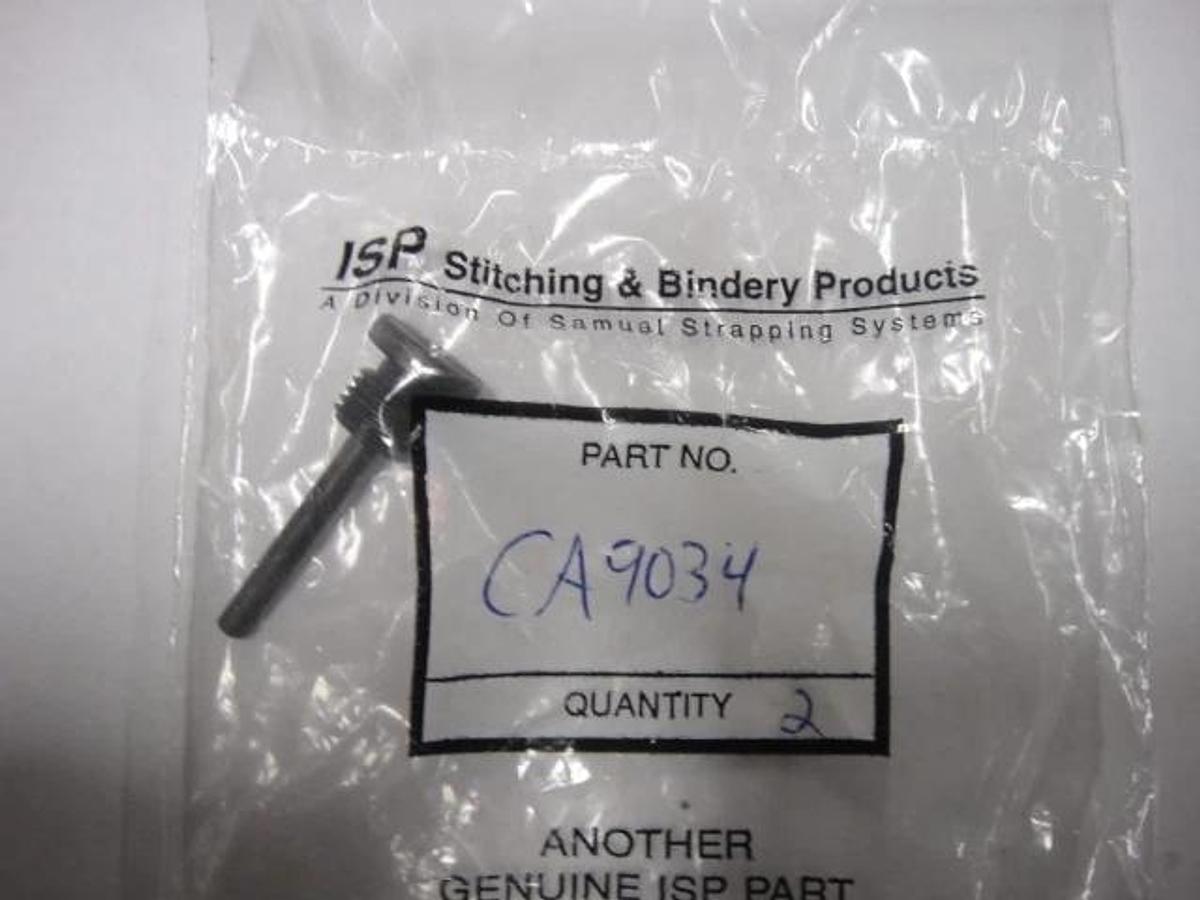 ISP Stitching & Bindery Products
A Division Of Samual Strapping Systems
PART NO.
CA9034
QUANTITY 2
ANOTHER
GENUINE ISP PART